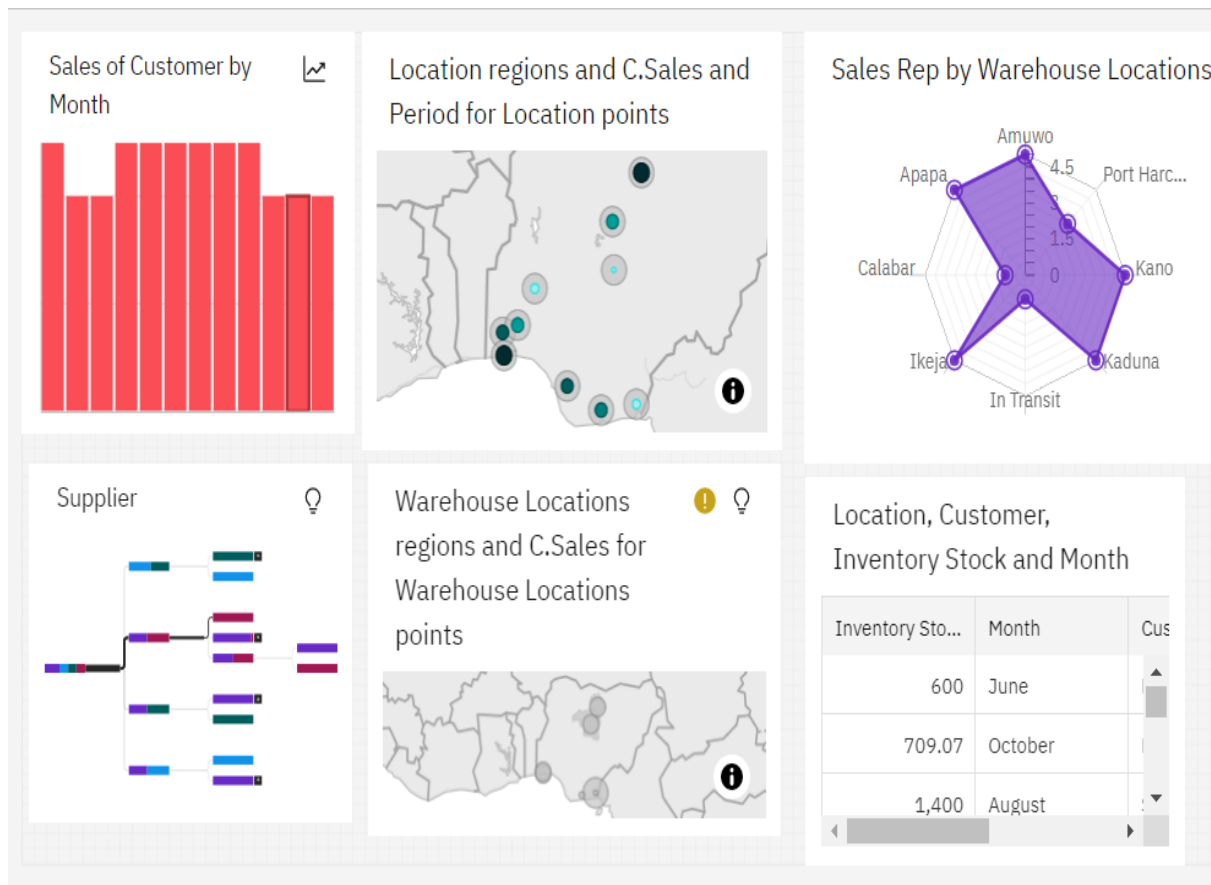 Sales of Customer by
Month
Location regions and C.Sales and
Period for Location points
Sales Rep by Warehouse Locations
Amuwo
Apapa
4.5
Port Harc...
3
1.5
Calabar
0
Kano
Ikeja
Kaduna
In Transit
Supplier
Warehouse Locations
regions and C.Sales for
Warehouse Locations
points
Location, Customer,
Inventory Stock and Month
Inventory Sto... Month Cus
600 June
709.07 October
1,400 August